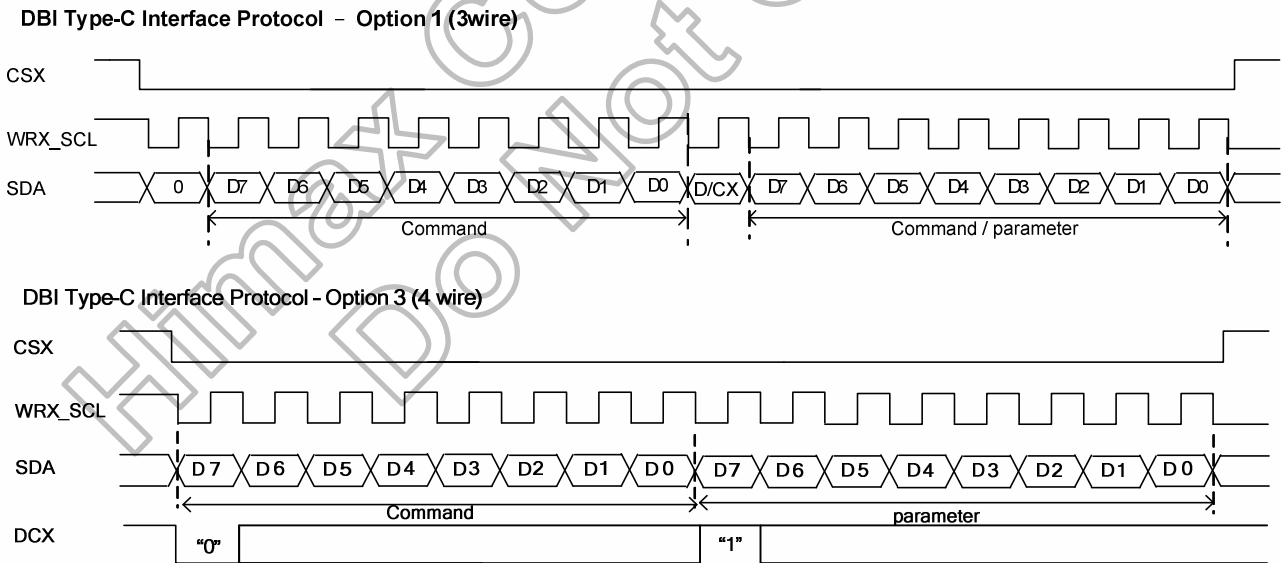 DBI Type-C Interface Protocol – Option 1 (3wire)
CSX
WRX_SCL
SDA 0 D7 D6 D5 D4 D3 D2 D1 D0 D/CX D7 D6 D5 D4 D3 D2 D1 D0
Command Command / parameter
DBI Type-C Interface Protocol - Option 3 (4 wire)
CSX
WRX_SCL
SDA D7 D6 D5 D4 D3 D2 D1 D0 D7 D6 D5 D4 D3 D2 D1 D0
Command parameter
DCX "0" "1"
Himax
Do Not